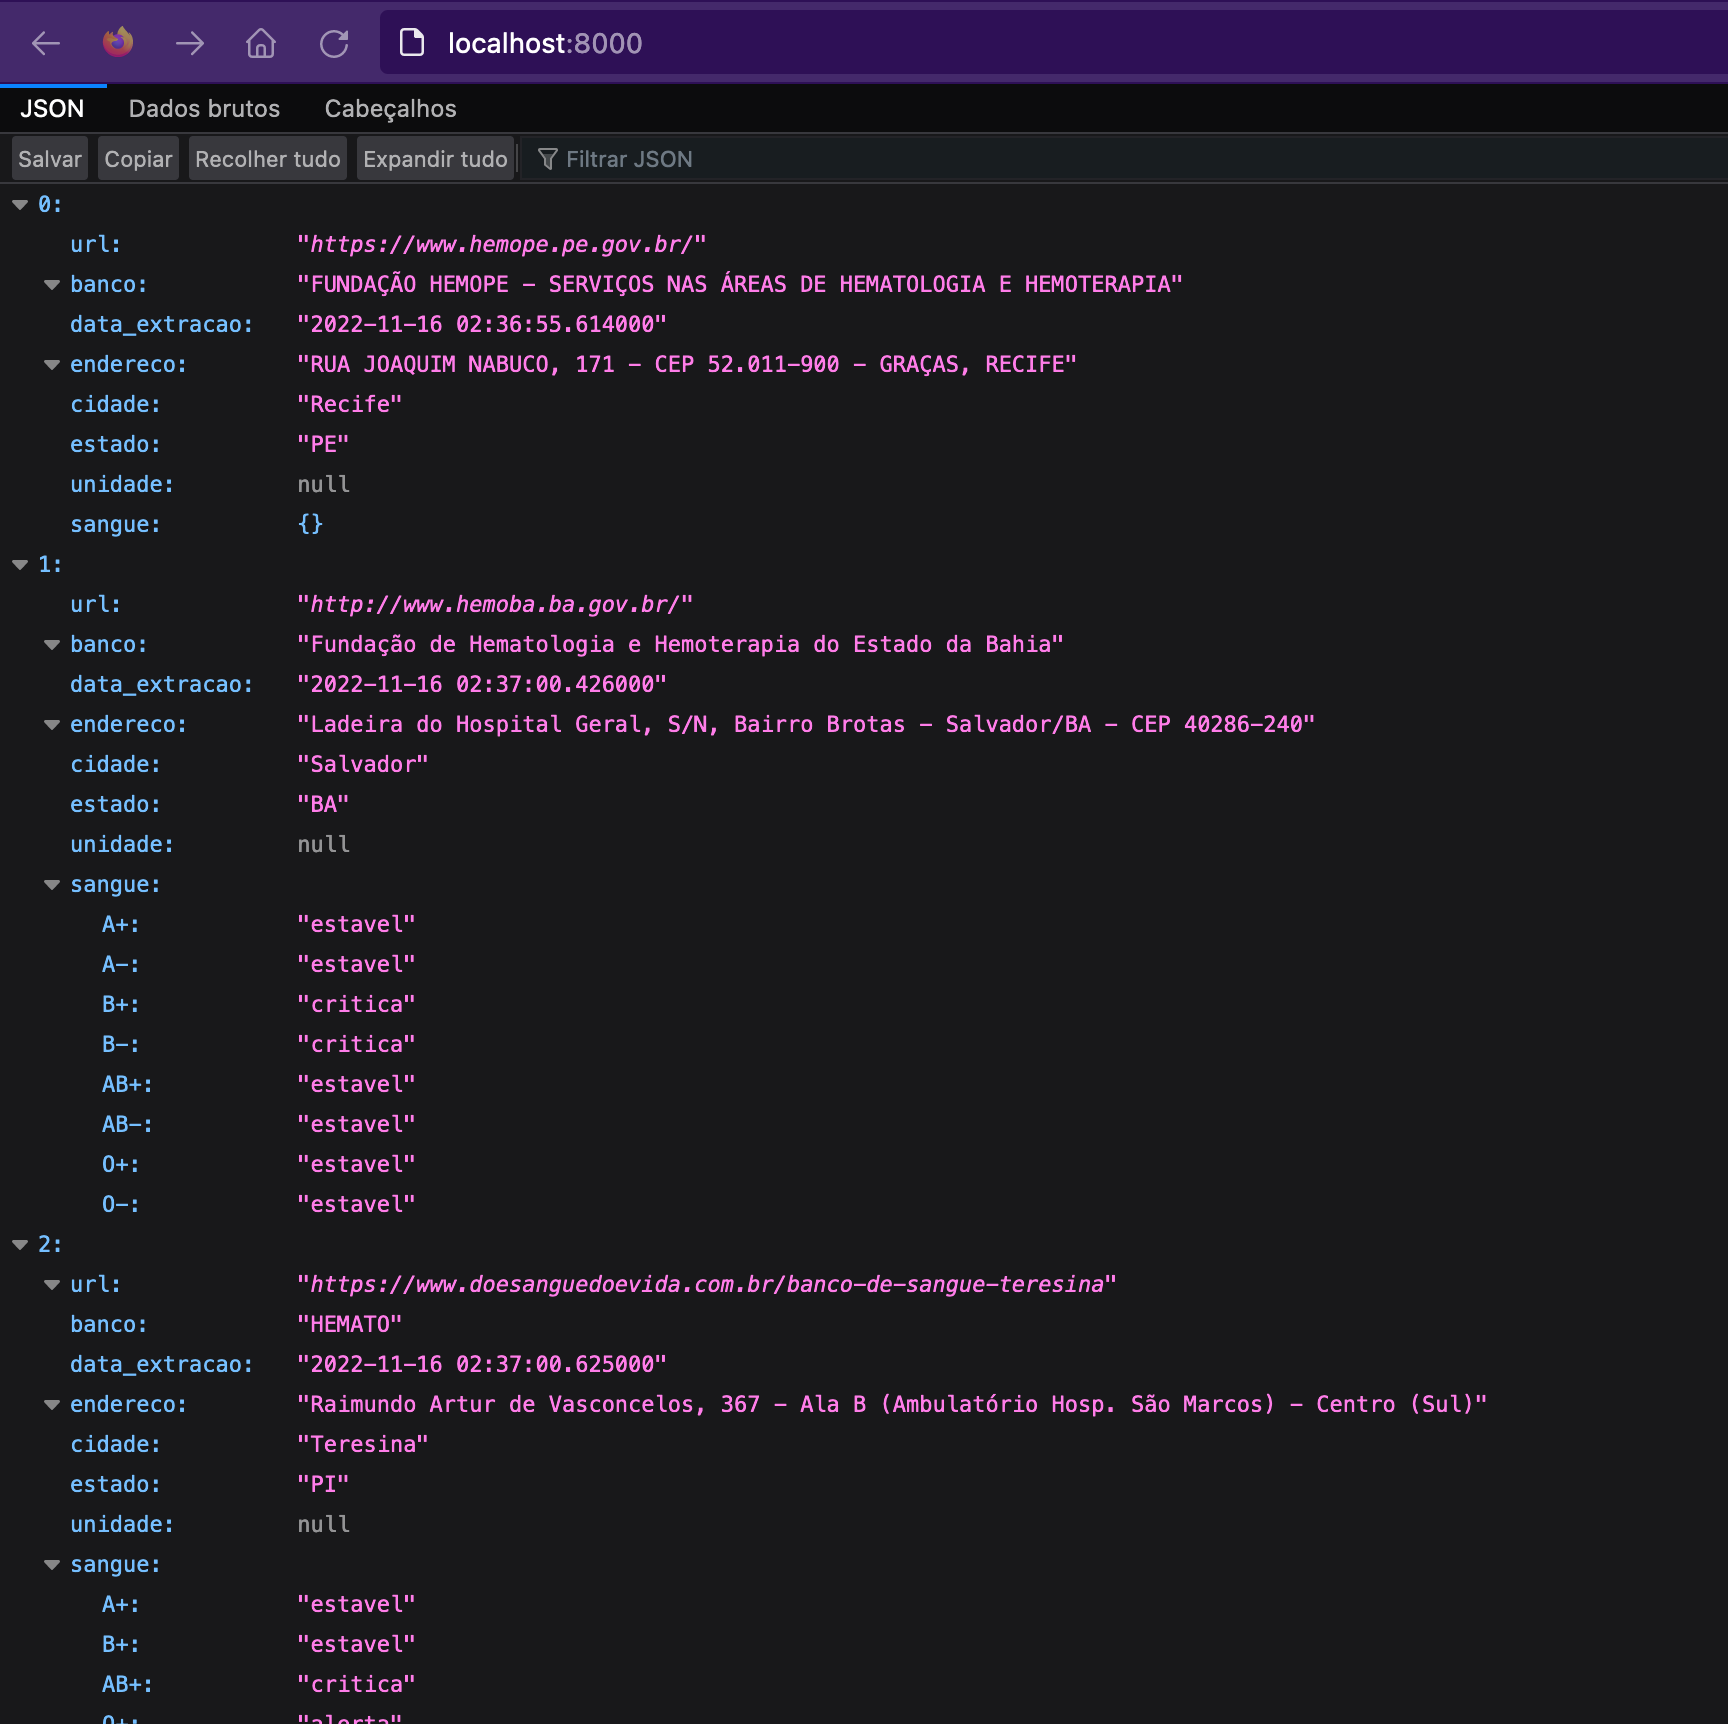 localhost:8000
JSON Dados brutos Cabeçalhos
Salvar Copiar Recolher tudo Expandir tudo Filtrar JSON
0:
url: "https://www.hemope.pe.gov.br/"
banco: "FUNDAÇÃO HEMOPE – SERVIÇOS NAS ÁREAS DE HEMATOLOGIA E HEMOTERAPIA"
data_extracao: "2022-11-16 02:36:55.614000"
endereco: "RUA JOAQUIM NABUCO, 171 – CEP 52.011-900 – GRAÇAS, RECIFE"
cidade: "Recife"
estado: "PE"
unidade: null
sangue: {}
1:
url: "http://www.hemoba.ba.gov.br/"
banco: "Fundação de Hematologia e Hemoterapia do Estado da Bahia"
data_extracao: "2022-11-16 02:37:00.426000"
endereco: "Ladeira do Hospital Geral, S/N, Bairro Brotas – Salvador/BA – CEP 40286-240"
cidade: "Salvador"
estado: "BA"
unidade: null
sangue:
A+: "estavel"
A-: "estavel"
B+: "critica"
B-: "critica"
AB+: "estavel"
AB-: "estavel"
O+: "estavel"
O-: "estavel"
2:
url: "https://www.doesanguedoevida.com.br/banco-de-sangue-teresina"
banco: "HEMATO"
data_extracao: "2022-11-16 02:37:00.625000"
endereco: "Raimundo Artur de Vasconcelos, 367 – Ala B (Ambulatório Hosp. São Marcos) – Centro (Sul)"
cidade: "Teresina"
estado: "PI"
unidade: null
sangue:
A+: "estavel"
B+: "estavel"
AB+: "critica"
O+: "alerta"